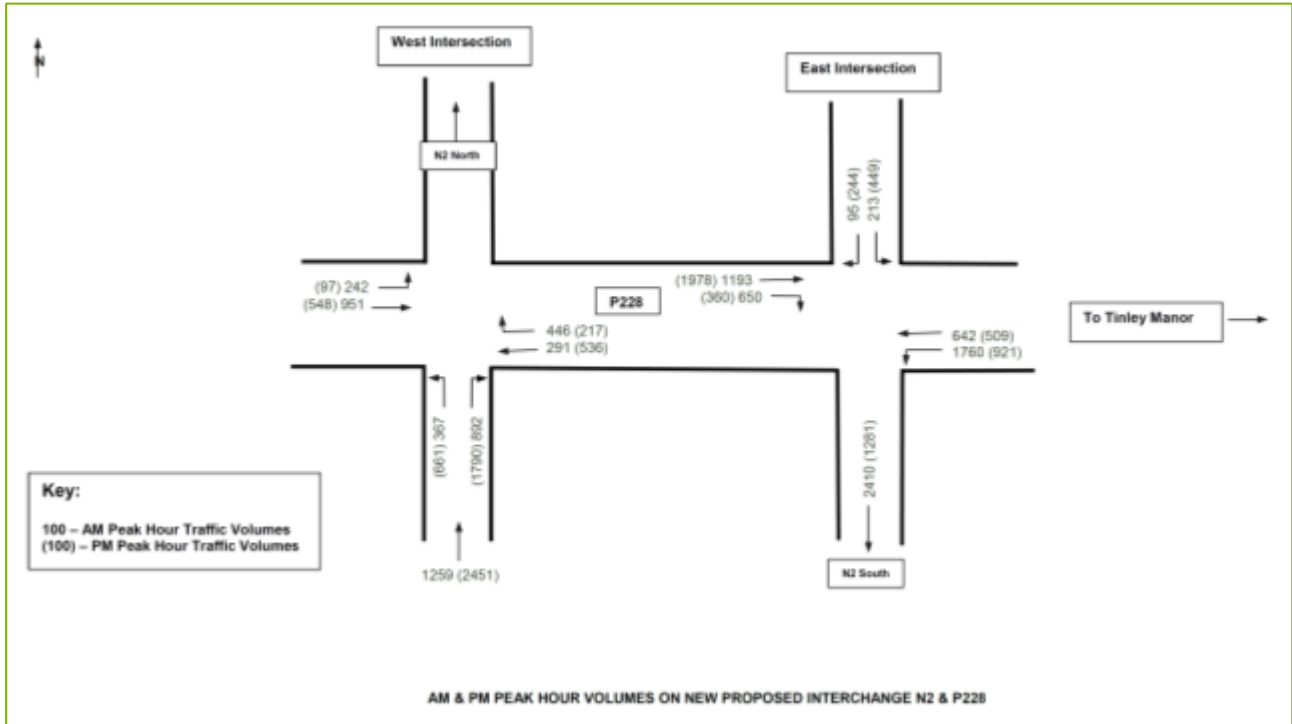 N
West Intersection
East Intersection
N2 North
95 (244)
213 (449)
(97) 242
(548) 951
(1978) 1193
(360) 650
P228
446 (217)
291 (536)
To Tinley Manor
642 (509)
1760 (921)
(661) 367
(1790) 892
2410 (1281)
Key:
100 – AM Peak Hour Traffic Volumes
(100) – PM Peak Hour Traffic Volumes
1259 (2451)
N2 South
AM & PM PEAK HOUR VOLUMES ON NEW PROPOSED INTERCHANGE N2 & P228